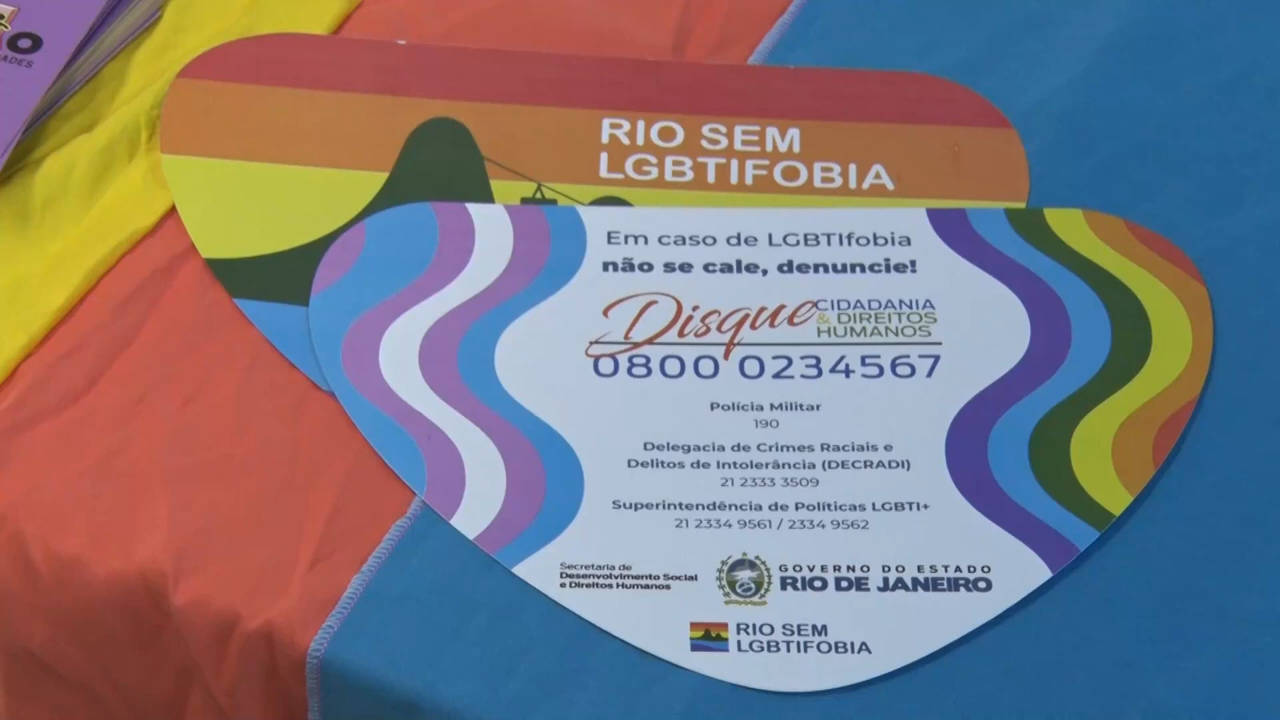 ADES
RIO SEM
LGBTIFOBIA
Em caso de LGBTIfobia
não se cale, denuncie!
Disque CIDADANIA
& DIREITOS
HUMANOS
0800 0234567
Polícia Militar
190
Delegacia de Crimes Raciais e
Delitos de Intolerância (DECRADI)
21 2333 3509
Superintendência de Políticas LGBTI+
21 2334 9561 / 2334 9562
Secretaria de
Desenvolvimento Social
e Direitos Humanos
GOVERNO DO ESTADO
RIO DE JANEIRO
RIO SEM
LGBTIFOBIA